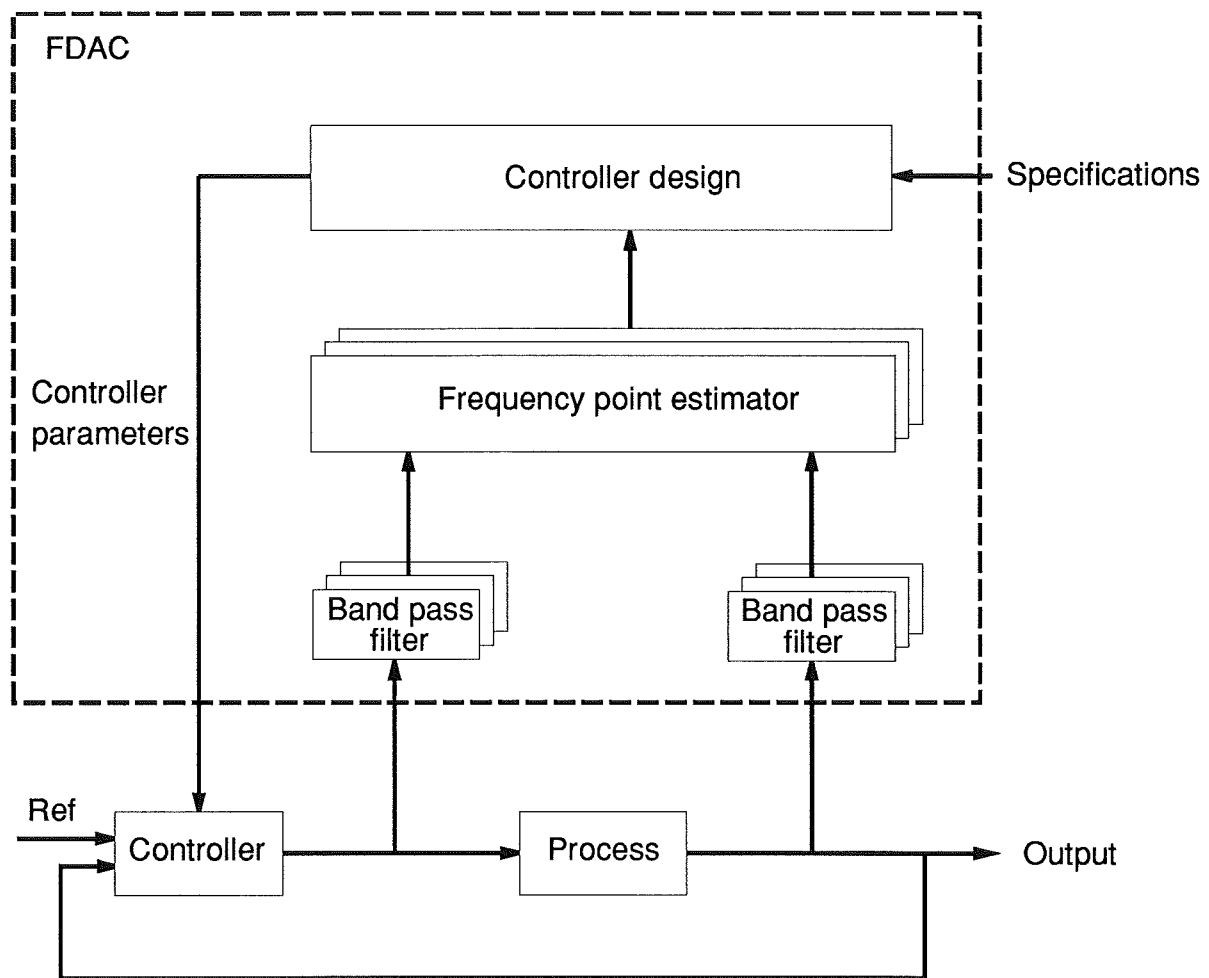 FDAC
Controller design
Specifications
Controller
parameters
Frequency point estimator
Band pass
filter
Band pass
filter
Ref
Controller
Process
Output